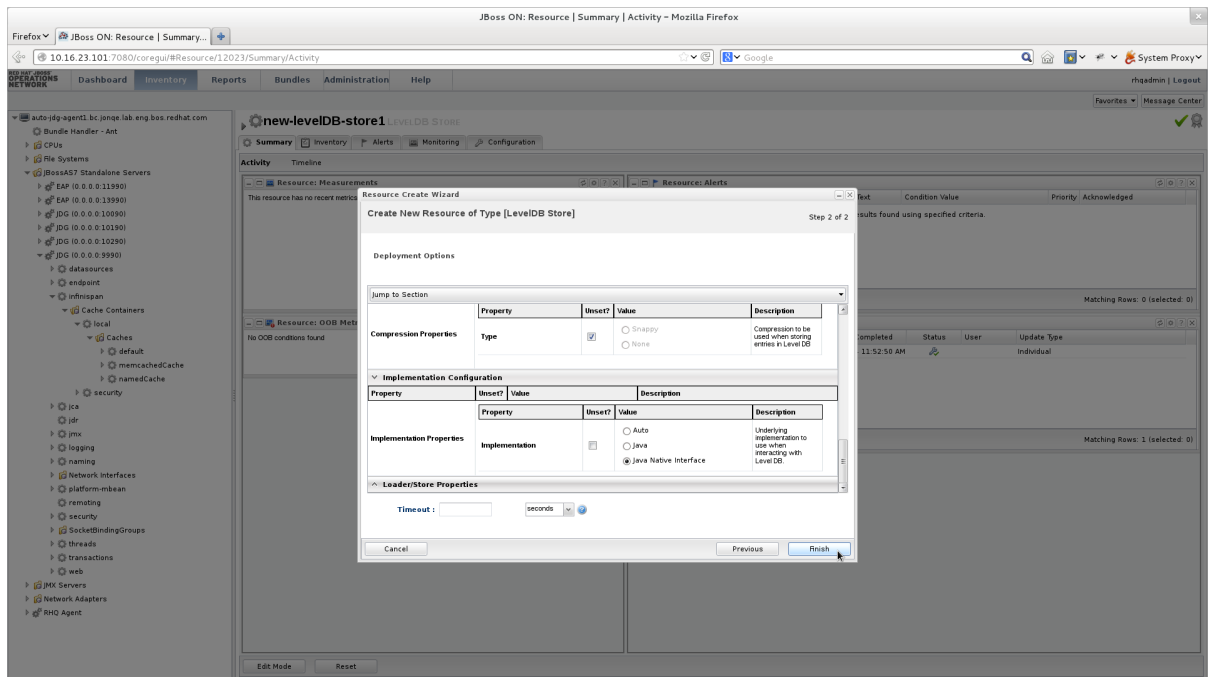 JBoss ON: Resource | Summary | Activity - Mozilla Firefox
Firefox
JBoss ON: Resource | Summary...
10.16.23.101:7080/coregui/#Resource/12023/Summary/Activity
Google
System Proxy
RED HAT JBOSS
OPERATIONS
NETWORK
Dashboard Inventory Reports Bundles Administration Help
rhqadmin | Logout
Favorites Message Center
auto-jdg-agent1.bc.jonqe.lab.eng.bos.redhat.com
Bundle Handler - Ant
CPUs
File Systems
JBossAS7 Standalone Servers
EAP (0.0.0.0:11990)
EAP (0.0.0.0:13990)
JDG (0.0.0.0:10090)
JDG (0.0.0.0:10190)
JDG (0.0.0.0:10290)
JDG (0.0.0.0:9990)
datasources
endpoint
infinispan
Cache Containers
local
Caches
default
memcachedCache
namedCache
security
jca
jdr
jmx
logging
naming
Network Interfaces
platform-mbean
remoting
security
SocketBindingGroups
threads
transactions
web
JMX Servers
Network Adapters
RHQ Agent
new-levelDB-store1 LEVELDB STORE
Summary Inventory Alerts Monitoring Configuration
Activity Timeline
Resource: Measurements
This resource has no recent metrics
Resource: OOB Metr
No OOB conditions found
Resource: Alerts
Text Condition Value Priority Acknowledged
esults found using specified criteria.
Matching Rows: 0 (selected: 0)
Completed Status User Update Type
11:52:50 AM Individual
Matching Rows: 1 (selected: 0)
Resource Create Wizard
Create New Resource of Type [LevelDB Store]
Step 2 of 2
Deployment Options
Jump to Section
Property Unset? Value Description
Compression Properties
Type
Snappy
None
Compression to be
used when storing
entries in Level DB
Implementation Configuration
Property Unset? Value Description
Property Unset? Value Description
Implementation Properties
Implementation
Auto
Java
Java Native Interface
Underlying
implementation to
use when
interacting with
Level DB.
Loader/Store Properties
Timeout : seconds
Cancel Previous Finish
Edit Mode Reset